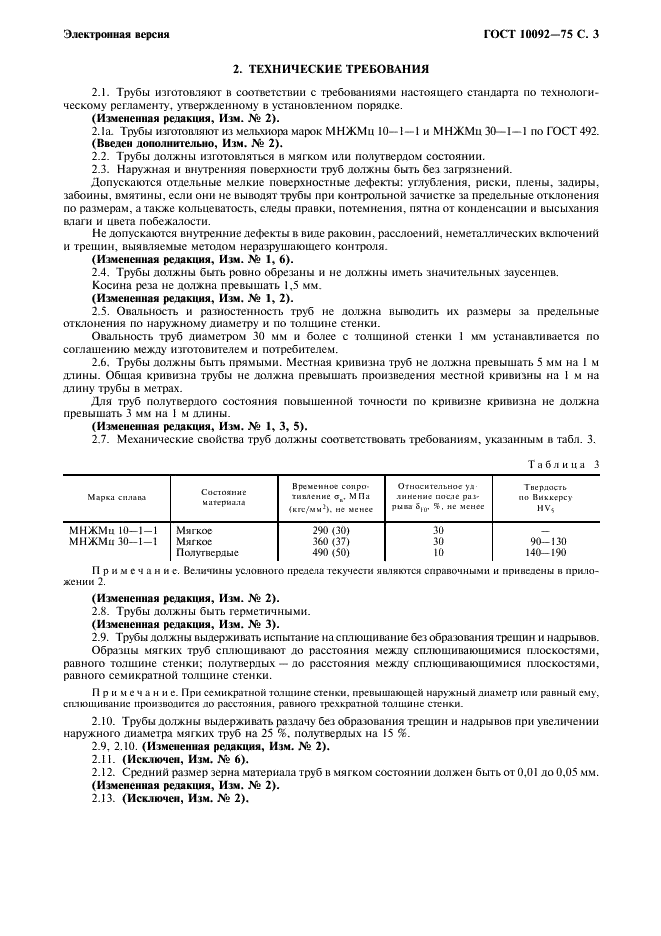 Электронная версия ГОСТ 10092—75 С. 3
2. ТЕХНИЧЕСКИЕ ТРЕБОВАНИЯ
2.1. Трубы изготовляют в соответствии с требованиями настоящего стандарта по технологи-
ческому регламенту, утвержденному в установленном порядке.
(Измененная редакция, Изм. № 2).
2.1а. Трубы изготовляют из мельхиора марок МНЖМц 10—1—1 и МНЖМц 30—1—1 по ГОСТ 492.
(Введен дополнительно, Изм. № 2).
2.2. Трубы должны изготовляться в мягком или полутвердом состоянии.
2.3. Наружная и внутренняя поверхности труб должны быть без загрязнений.
Допускаются отдельные мелкие поверхностные дефекты: углубления, риски, плены, задиры,
забоины, вмятины, если они не выводят трубы при контрольной зачистке за предельные отклонения
по размерам, а также кольцеватость, следы правки, потемнения, пятна от конденсации и высыхания
влаги и цвета побежалости.
Не допускаются внутренние дефекты в виде раковин, расслоений, неметаллических включений
и трещин, выявляемые методом неразрушающего контроля.
(Измененная редакция, Изм. № 1, 6).
2.4. Трубы должны быть ровно обрезаны и не должны иметь значительных заусенцев.
Косина реза не должна превышать 1,5 мм.
(Измененная редакция, Изм. № 1, 2).
2.5. Овальность и разностенность труб не должна выводить их размеры за предельные
отклонения по наружному диаметру и по толщине стенки.
Овальность труб диаметром 30 мм и более с толщиной стенки 1 мм устанавливается по
соглашению между изготовителем и потребителем.
2.6. Трубы должны быть прямыми. Местная кривизна труб не должна превышать 5 мм на 1 м
длины. Общая кривизна трубы не должна превышать произведения местной кривизны на 1 м на
длину трубы в метрах.
Для труб полутвердого состояния повышенной точности по кривизне кривизна не должна
превышать 3 мм на 1 м длины.
(Измененная редакция, Изм. № 1, 3, 5).
2.7. Механические свойства труб должны соответствовать требованиям, указанным в табл. 3.
Таблица 3
Марка сплава
Состояние
материала
Временное сопро-
тивление σв, МПа
(кгс/мм²), не менее
Относительное уд-
линение после раз-
рыва δ10, %, не менее
Твердость
по Виккерсу
HV5
МНЖМц 10—1—1 Мягкое 290 (30) 30 —
МНЖМц 30—1—1 Мягкое 360 (37) 30 90—130
Полутвердые 490 (50) 10 140—190
Примечание. Величины условного предела текучести являются справочными и приведены в прило-
жении 2.
(Измененная редакция, Изм. № 2).
2.8. Трубы должны быть герметичными.
(Измененная редакция, Изм. № 3).
2.9. Трубы должны выдерживать испытание на сплющивание без образования трещин и надрывов.
Образцы мягких труб сплющивают до расстояния между сплющивающимися плоскостями,
равного толщине стенки; полутвердых — до расстояния между сплющивающимися плоскостями,
равного семикратной толщине стенки.
Примечание. При семикратной толщине стенки, превышающей наружный диаметр или равный ему,
сплющивание производится до расстояния, равного трехкратной толщине стенки.
2.10. Трубы должны выдерживать раздачу без образования трещин и надрывов при увеличении
наружного диаметра мягких труб на 25 %, полутвердых на 15 %.
2.9, 2.10. (Измененная редакция, Изм. № 2).
2.11. (Исключен, Изм. № 6).
2.12. Средний размер зерна материала труб в мягком состоянии должен быть от 0,01 до 0,05 мм.
(Измененная редакция, Изм. № 2).
2.13. (Исключен, Изм. № 2).